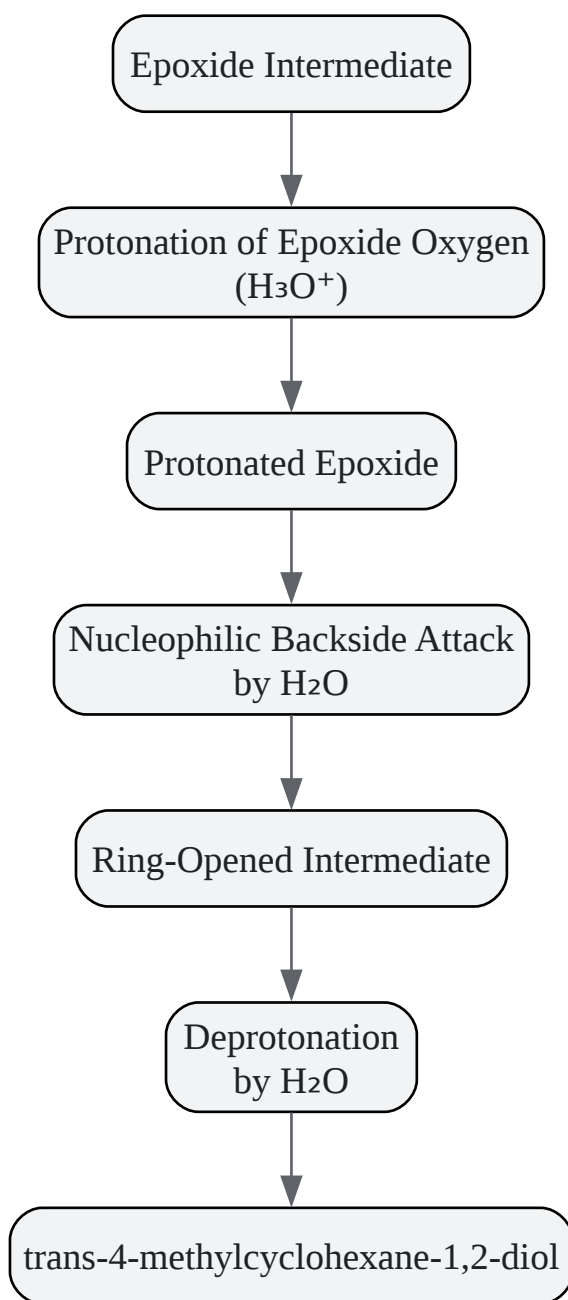 Epoxide Intermediate
Protonation of Epoxide Oxygen
(H₃O⁺)
Protonated Epoxide
Nucleophilic Backside Attack
by H₂O
Ring-Opened Intermediate
Deprotonation
by H₂O
trans-4-methylcyclohexane-1,2-diol